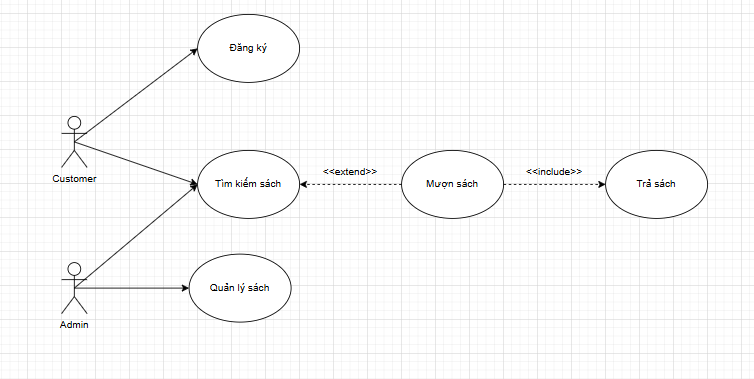 Đăng ký
Customer
<<extend>>
<<include>>
Tìm kiếm sách
Mượn sách
Trả sách
Quản lý sách
Admin